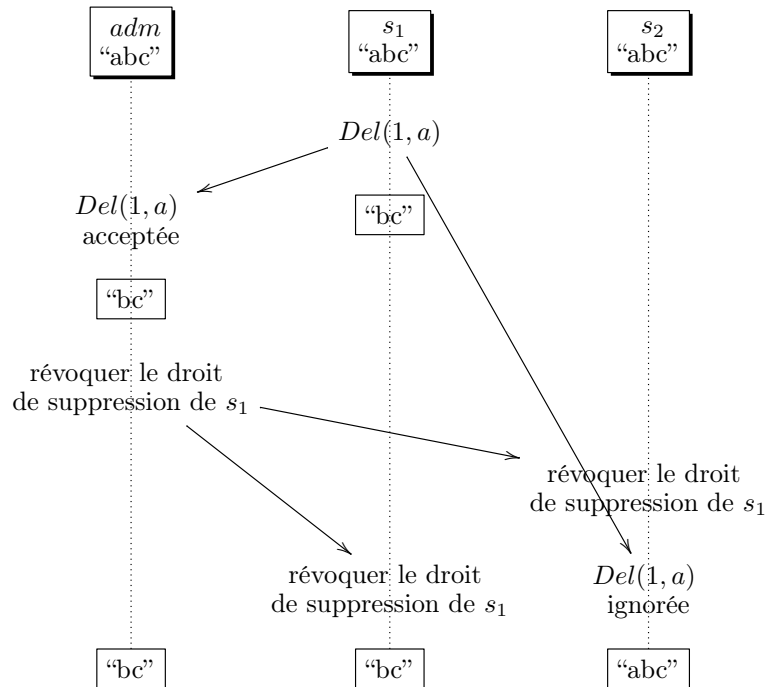 adm
“abc”
s1
“abc”
s2
“abc”
Del(1, a)
Del(1, a)
acceptée
“bc”
“bc”
révoquer le droit
de suppression de s1
révoquer le droit
de suppression de s1
révoquer le droit
de suppression de s1
Del(1, a)
ignorée
“bc”
“bc”
“abc”